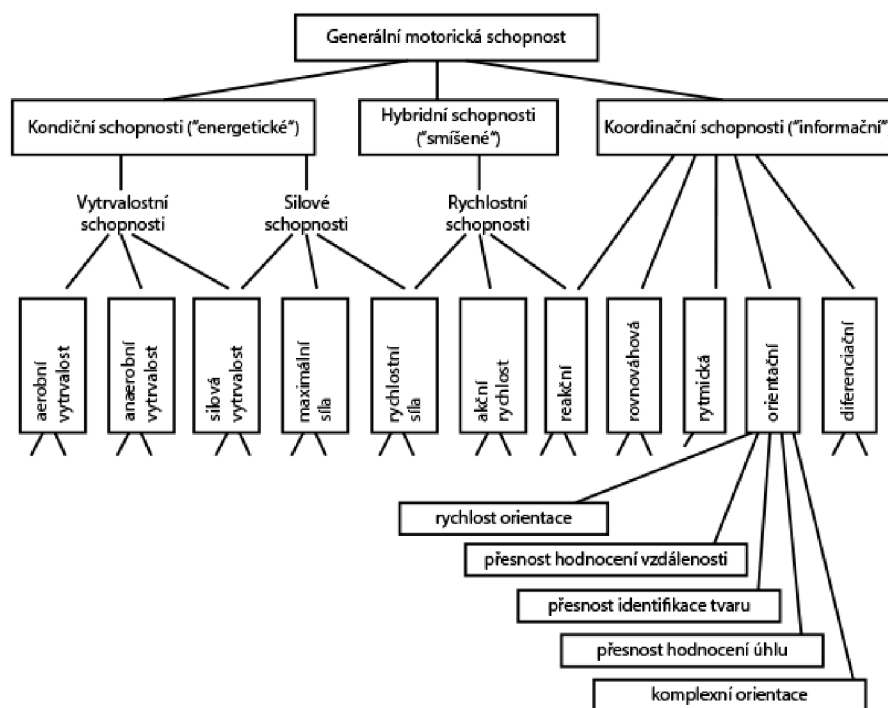 Generální motorická schopnost
Kondiční schopnosti ("energetické“)
Hybridní schopnosti
("smíšené“)
Koordinační schopnosti ("informační"
Vytrvalostní
schopnosti
Silové
schopnosti
Rychlostní
schopnosti
aerobní
vytrvalost
anaerobní
vytrvalost
silová
vytrvalost
maximální
síla
rychlostní
síla
akční
rychlost
reakční
rovnováhová
rytmická
orientační
diferenciační
rychlost orientace
přesnost hodnocení vzdálenosti
přesnost identifikace tvaru
přesnost hodnocení úhlu
komplexní orientace